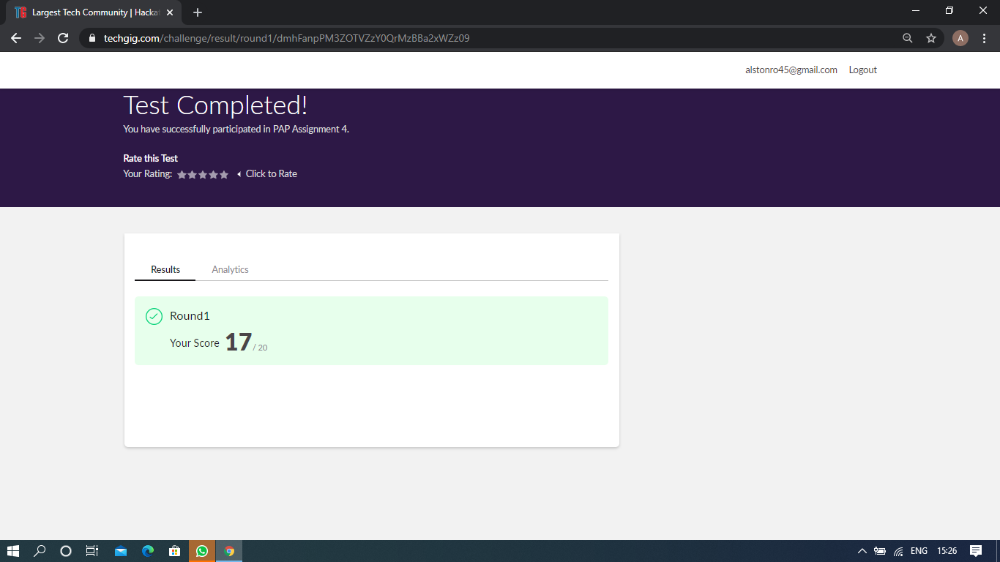 Largest Tech Community | Hacka
techgig.com/challenge/result/round1/dmhFanpPM3ZOTVZzY0QrMzBBa2xWZz09
A
alstonro45@gmail.com Logout
Test Completed!
You have successfully participated in PAP Assignment 4.
Rate this Test
Your Rating: Click to Rate
Results Analytics
Round1
Your Score 17 / 20
ENG 15:26